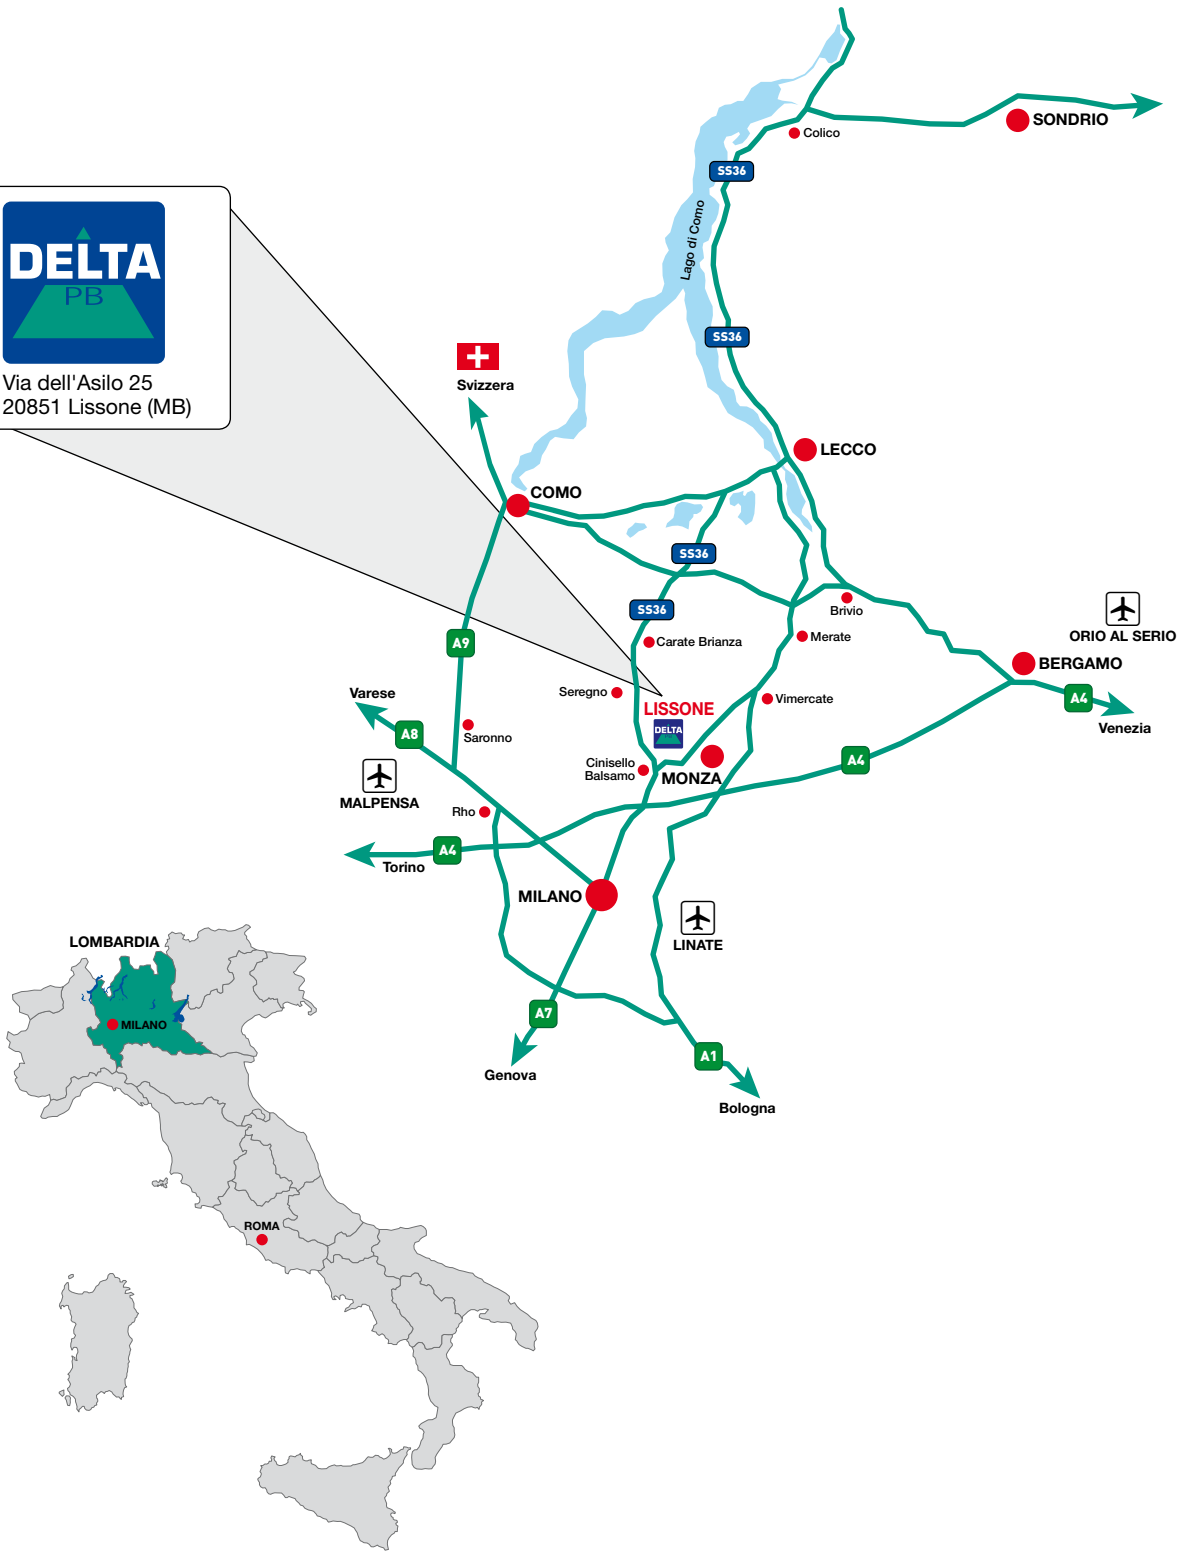 SONDRIO
Colico
SS36
DELTA
PB
Via dell'Asilo 25
20851 Lissone (MB)
Lago di Como
SS36
Svizzera
LECCO
COMO
SS36
SS36
Brivio
ORIO AL SERIO
Carate Brianza
Merate
A9
BERGAMO
Seregno
Varese
LISSONE
DELTA
Vimercate
A4
Venezia
A8
Saronno
Cinisello
Balsamo
MONZA
A4
MALPENSA
Rho
A4
Torino
MILANO
LINATE
LOMBARDIA
MILANO
A7
A1
Genova
Bologna
ROMA